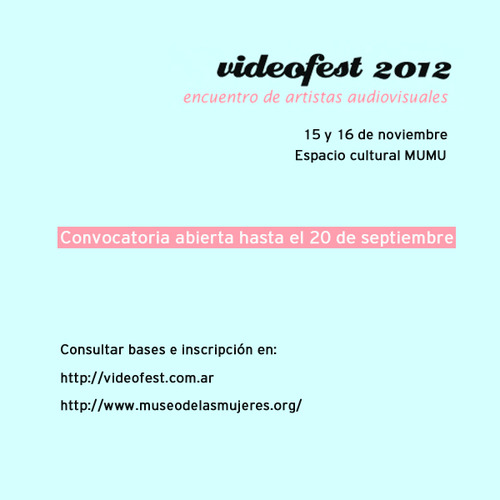 videofest 2012
encuentro de artistas audiovisuales
15 y 16 de noviembre
Espacio cultural MUMU
Convocatoria abierta hasta el 20 de septiembre
Consultar bases e inscripción en:
http://videofest.com.ar
http://www.museodelasmujeres.org/